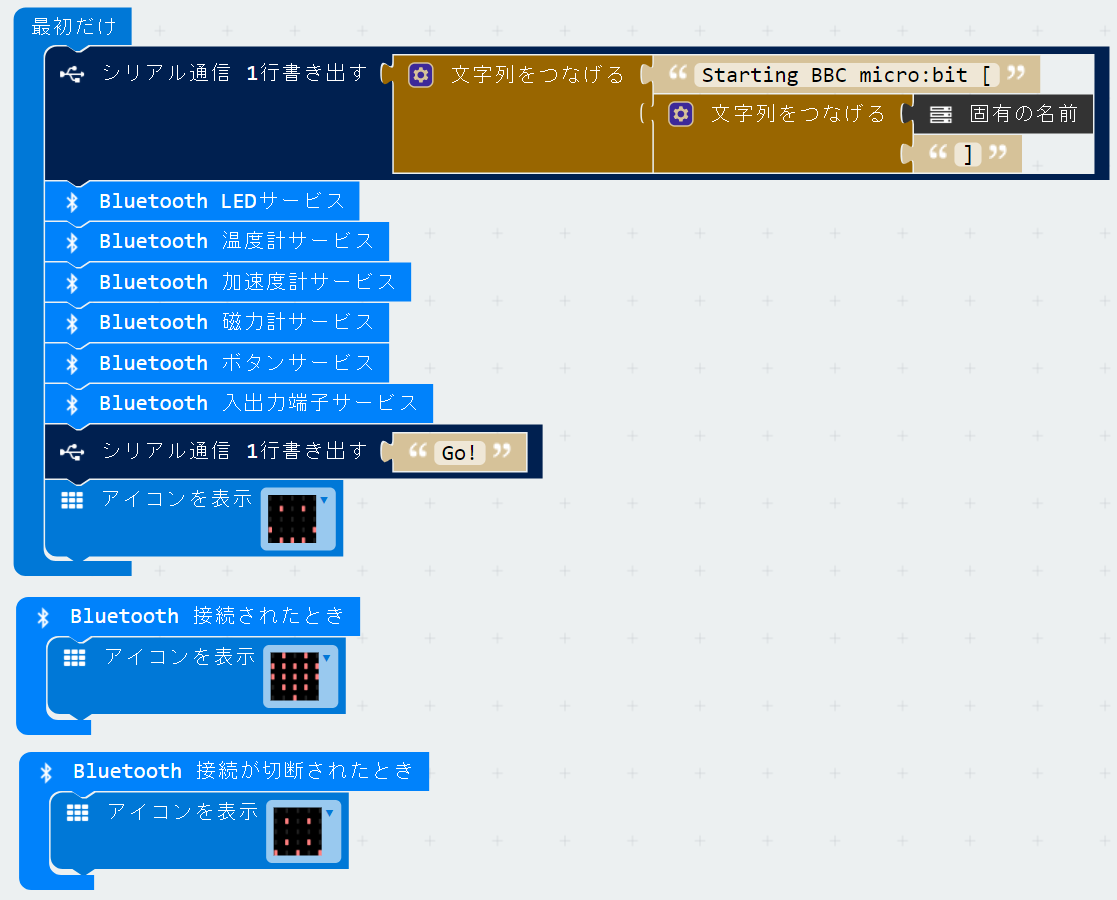 最初だけ
シリアル通信 1行書き出す 文字列をつなげる “ Starting BBC micro:bit [ ”
文字列をつなげる 固有の名前
“ ] ”
Bluetooth LEDサービス
Bluetooth 温度計サービス
Bluetooth 加速度計サービス
Bluetooth 磁力計サービス
Bluetooth ボタンサービス
Bluetooth 入出力端子サービス
シリアル通信 1行書き出す “ Go! ”
アイコンを表示
Bluetooth 接続されたとき
アイコンを表示
Bluetooth 接続が切断されたとき
アイコンを表示